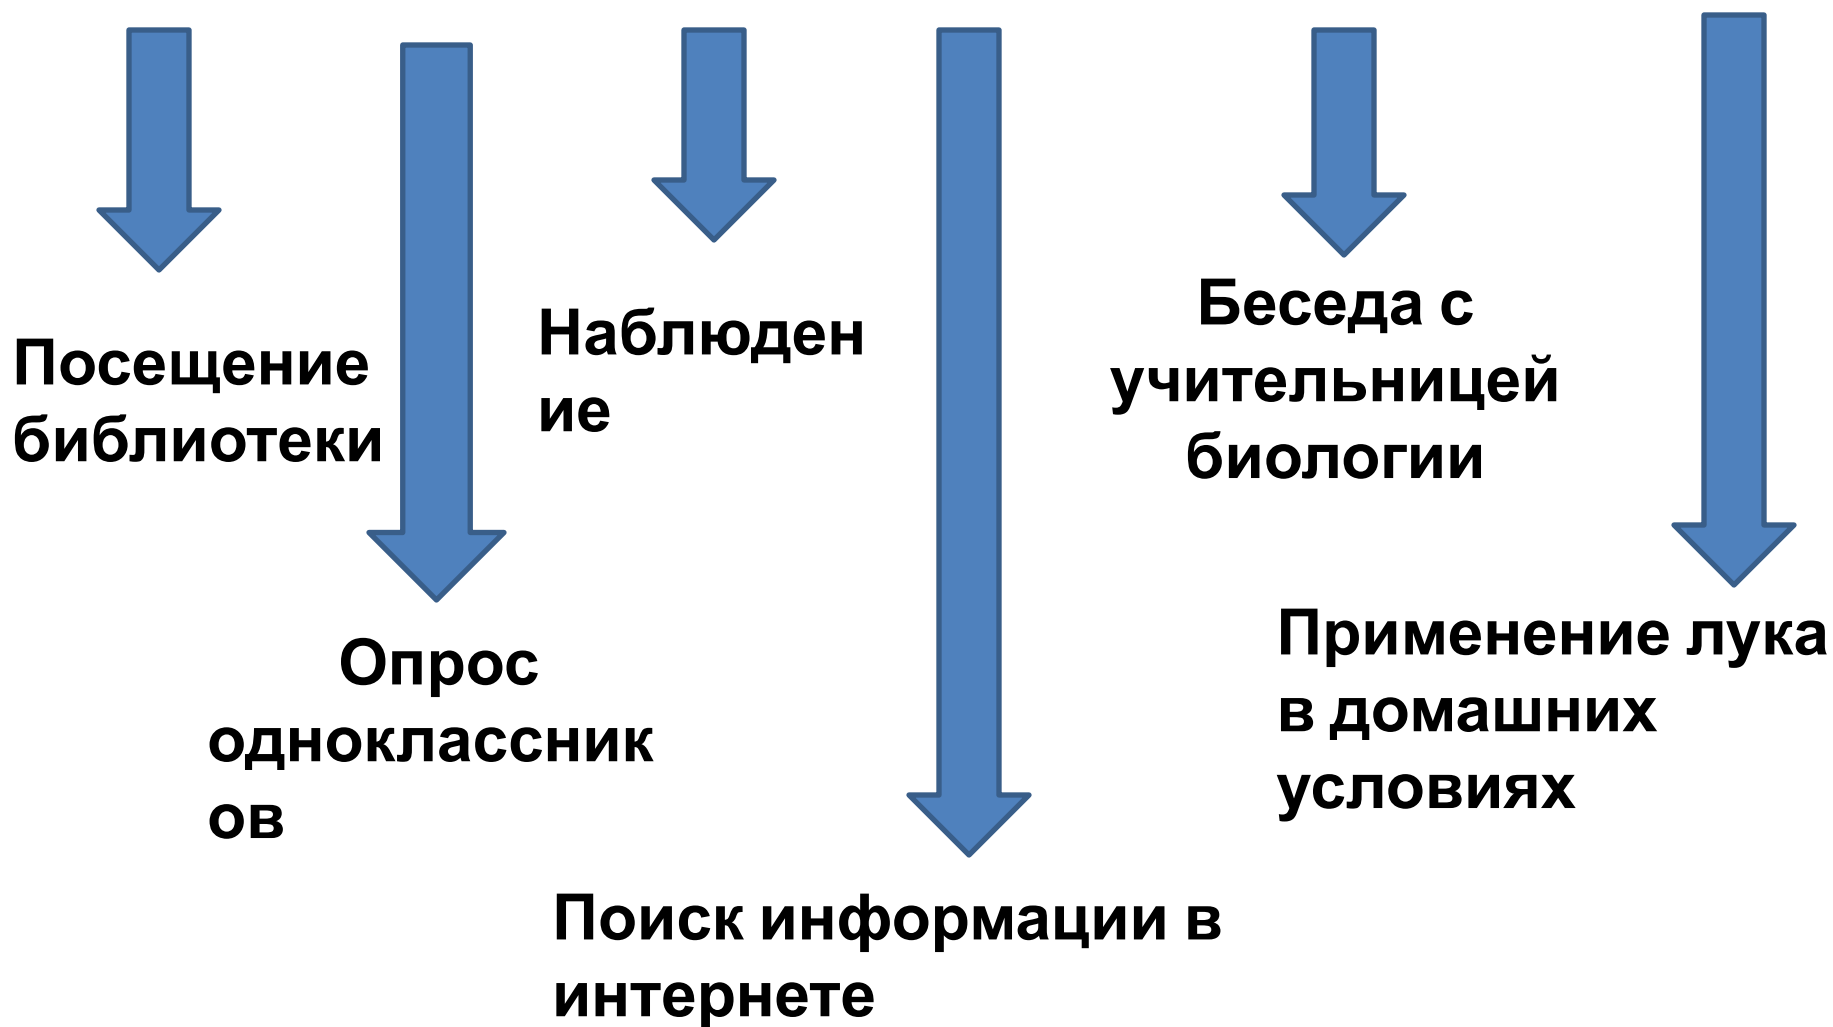 Посещение
библиотеки
Опрос
одноклассник
ов
Наблюден
ие
Поиск информации в
интернете
Беседа с
учительницей
биологии
Применение лука
в домашних
условиях